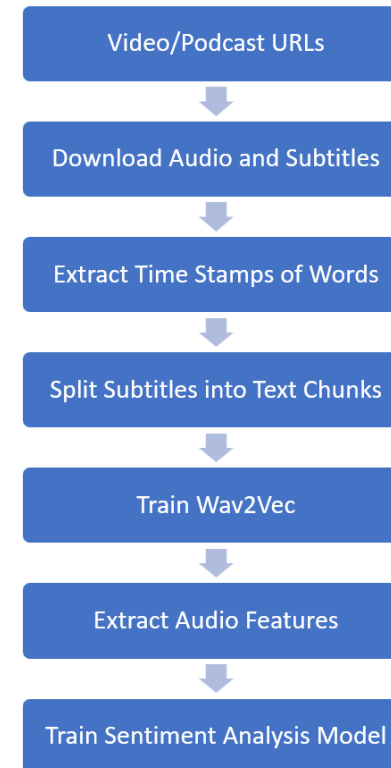 Video/Podcast URLs
Download Audio and Subtitles
Extract Time Stamps of Words
Split Subtitles into Text Chunks
Train Wav2Vec
Extract Audio Features
Train Sentiment Analysis Model